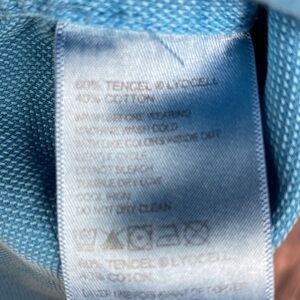 60% TENCEL ® LYOCELL
40% COTTON
WASH BEFORE WEARING
MACHINE WASH COLD
WITH LIKE COLORS INSIDE OUT
GENTLE CYCLE
DO NOT BLEACH
TUMBLE DRY LOW
COOL IRON
DO NOT DRY CLEAN
60% TENCEL ® LYOCELL
40% COTON